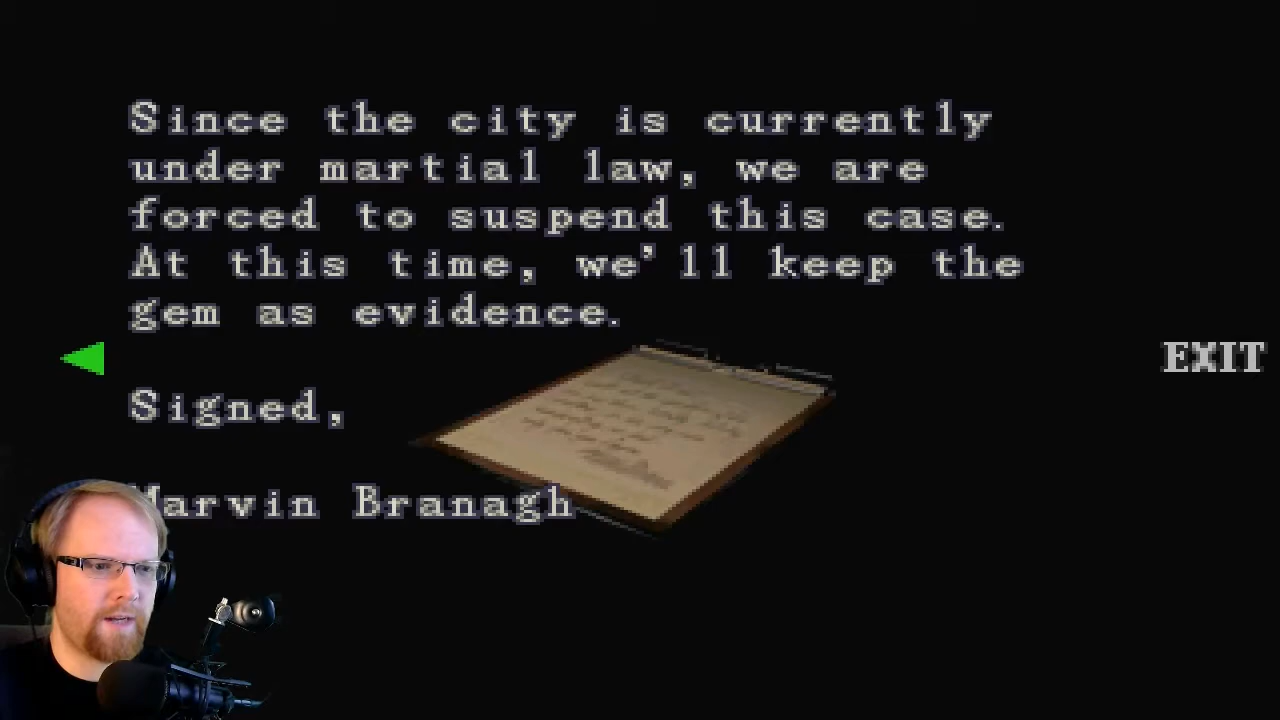 Since the city is currently
under martial law, we are
forced to suspend this case.
At this time, we'll keep the
gem as evidence.
EXIT
Signed,
Marvin Branagh